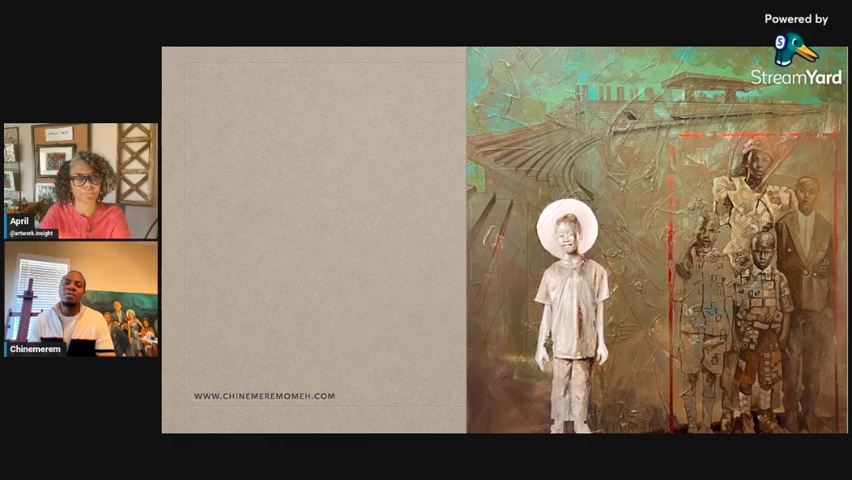 Powered by
StreamYard
April
@artwork.insight
Chinemerem
WWW.CHINEMEREMOMEH.COM